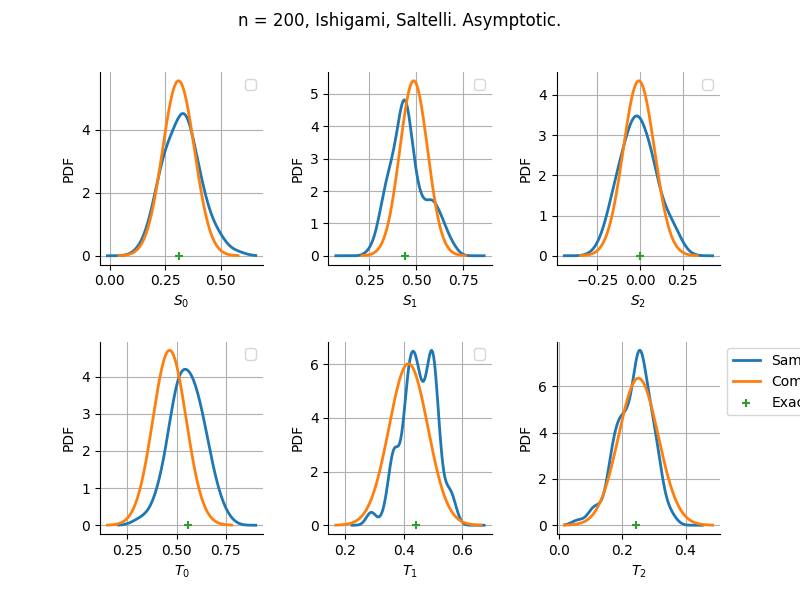 n = 200, Ishigami, Saltelli. Asymptotic.
PDF
4
2
0
0.00 0.25 0.50
S₀
PDF
5
4
3
2
1
0
0.25 0.50 0.75
S₁
PDF
4
3
2
1
0
−0.25 0.00 0.25
S₂
PDF
4
3
2
1
0
0.25 0.50 0.75
T₀
PDF
6
4
2
0
0.2 0.4 0.6
T₁
PDF
6
4
2
0
0.0 0.2 0.4
T₂
Sam
Com
Exac